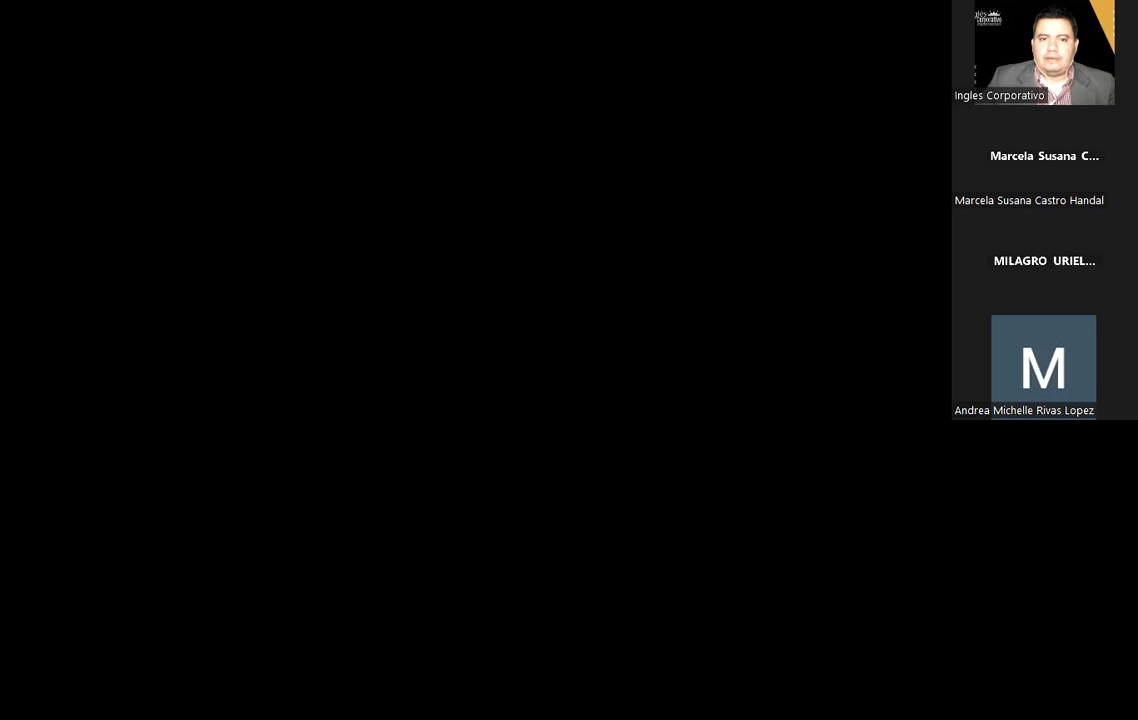 Ingles Corporativo
Marcela Susana C...
Marcela Susana Castro Handal
MILAGRO URIEL...
M
Andrea Michelle Rivas Lopez